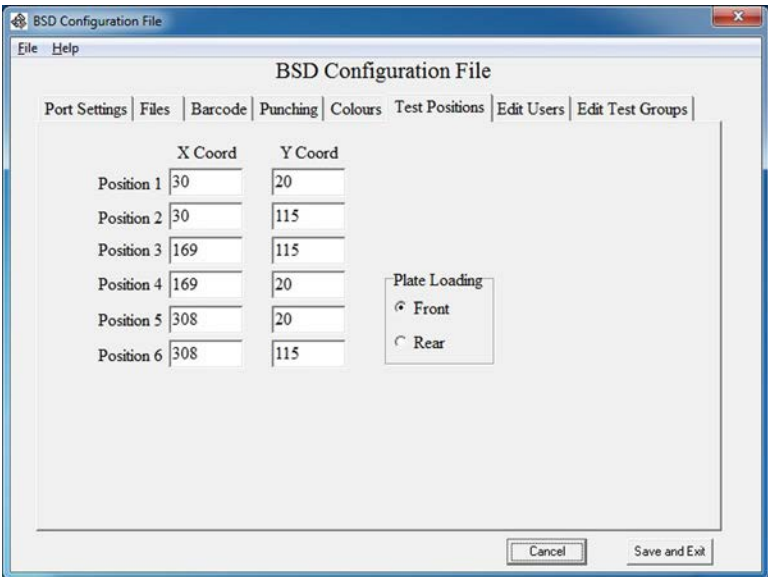 BSD Configuration File
File Help
BSD Configuration File
Port Settings Files Barcode Punching Colours Test Positions Edit Users Edit Test Groups
X Coord Y Coord
Position 1 30 20
Position 2 30 115
Position 3 169 115
Position 4 169 20
Position 5 308 20
Position 6 308 115
Plate Loading
Front
Rear
Cancel Save and Exit